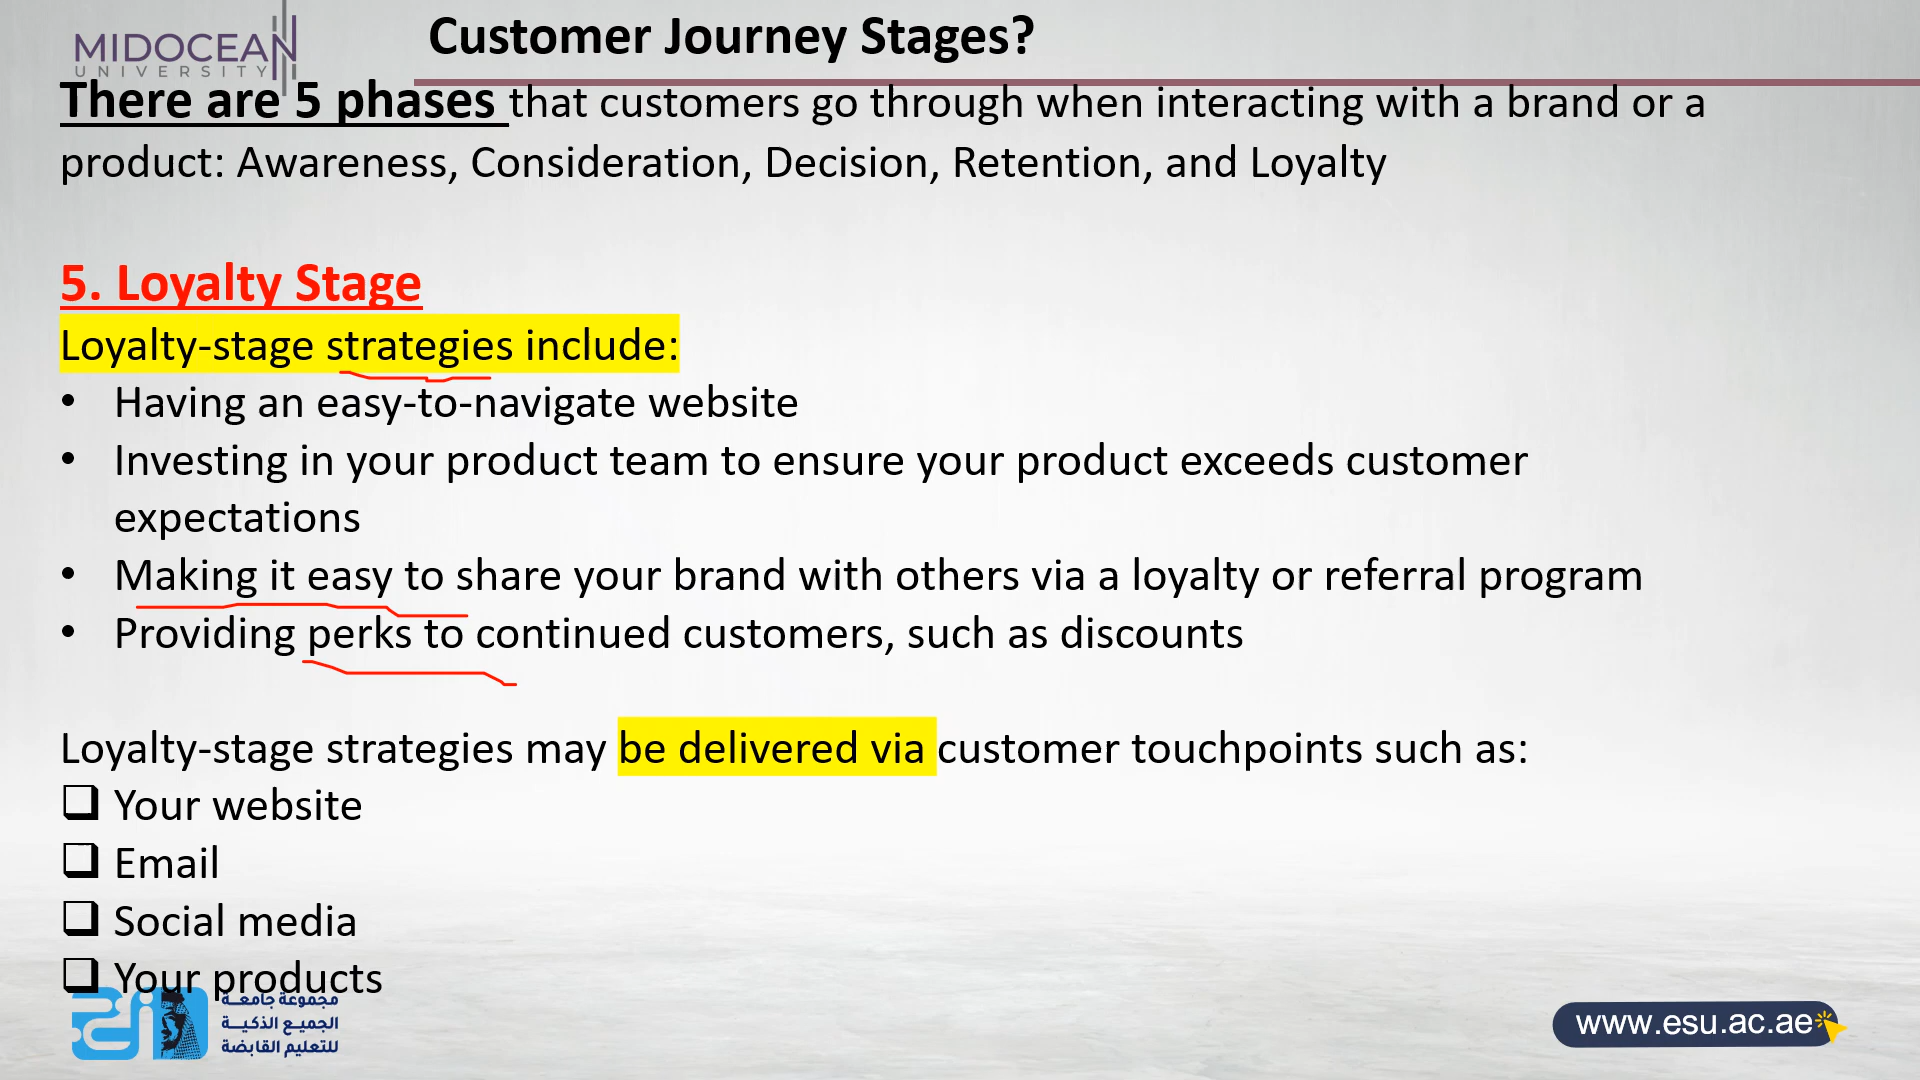 MIDOCEAN
UNIVERSITY
Customer Journey Stages?
There are 5 phases that customers go through when interacting with a brand or a
product: Awareness, Consideration, Decision, Retention, and Loyalty
5. Loyalty Stage
Loyalty-stage strategies include:
• Having an easy-to-navigate website
• Investing in your product team to ensure your product exceeds customer
expectations
• Making it easy to share your brand with others via a loyalty or referral program
• Providing perks to continued customers, such as discounts
Loyalty-stage strategies may be delivered via customer touchpoints such as:
❑ Your website
❑ Email
❑ Social media
❑ Your products
مجموعة جامعة
الجميع الذكية
للتعليم القابضة
www.esu.ac.ae